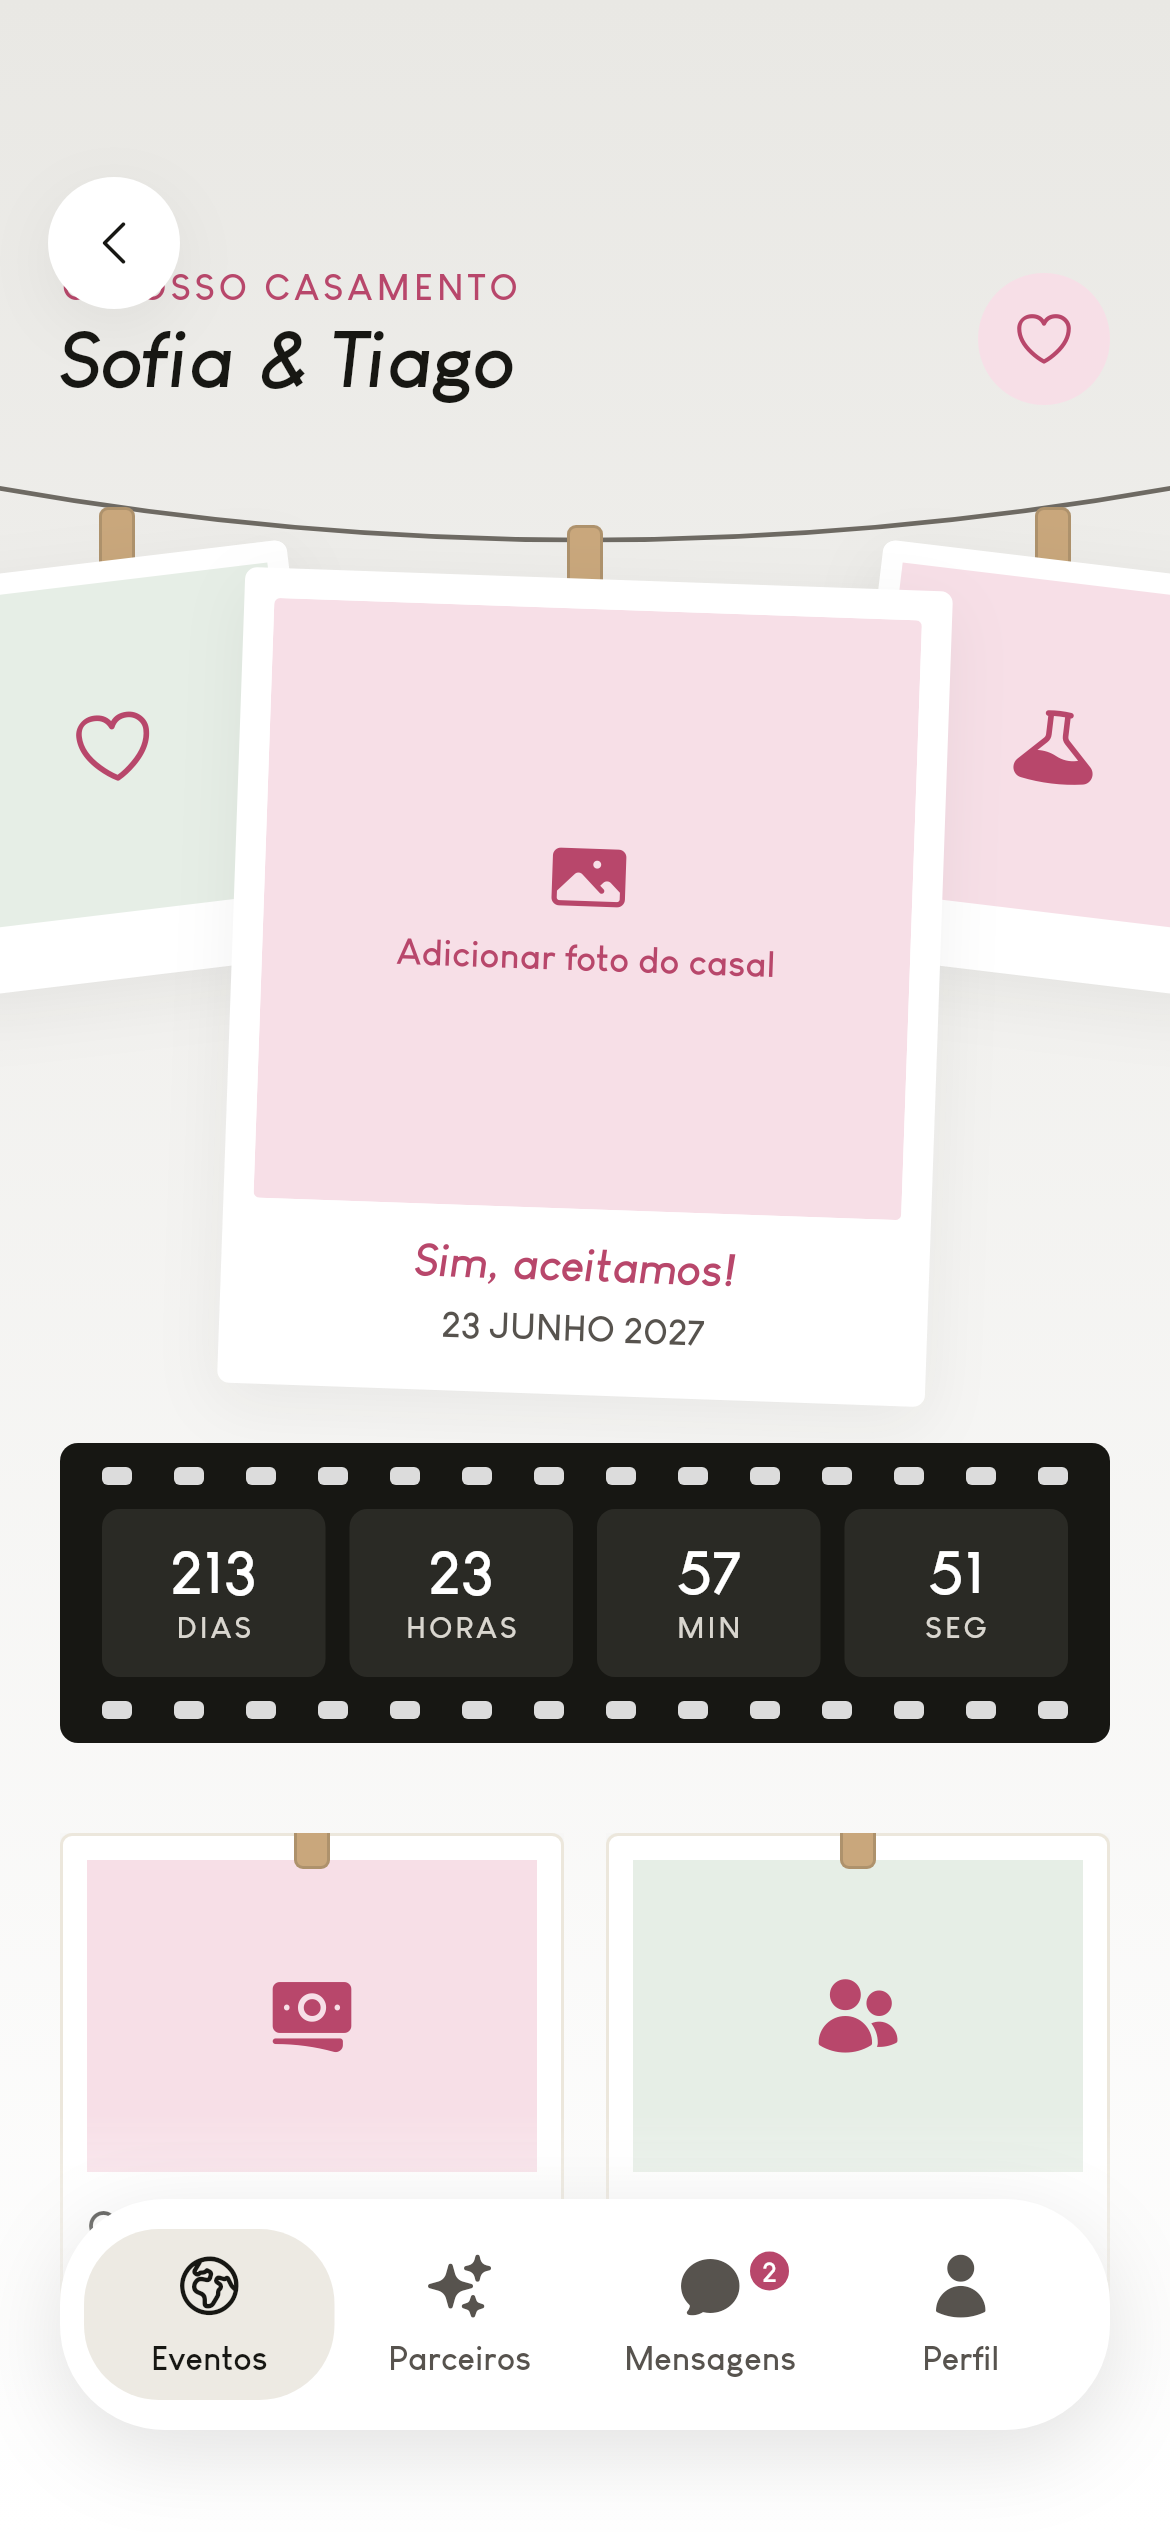 SSO CASAMENTO
Sofia & Tiago
Adicionar foto do casal
Sim, aceitamos!
23 JUNHO 2027
213 23 57 51
DIAS HORAS MIN SEG
2
Eventos Parceiros Mensagens Perfil